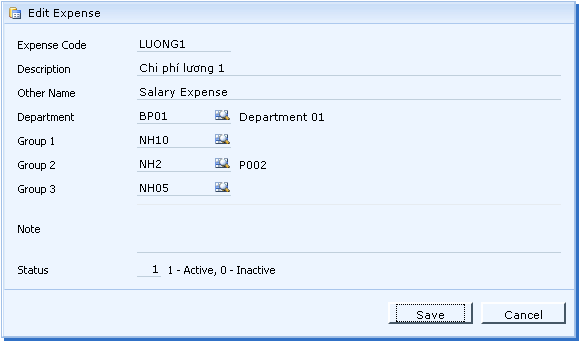 Edit Expense
Expense Code LUONG1
Description Chi phí lương 1
Other Name Salary Expense
Department BP01 Department 01
Group 1 NH10
Group 2 NH2 P002
Group 3 NH05
Note
Status 1 1 - Active, 0 - Inactive
Save Cancel